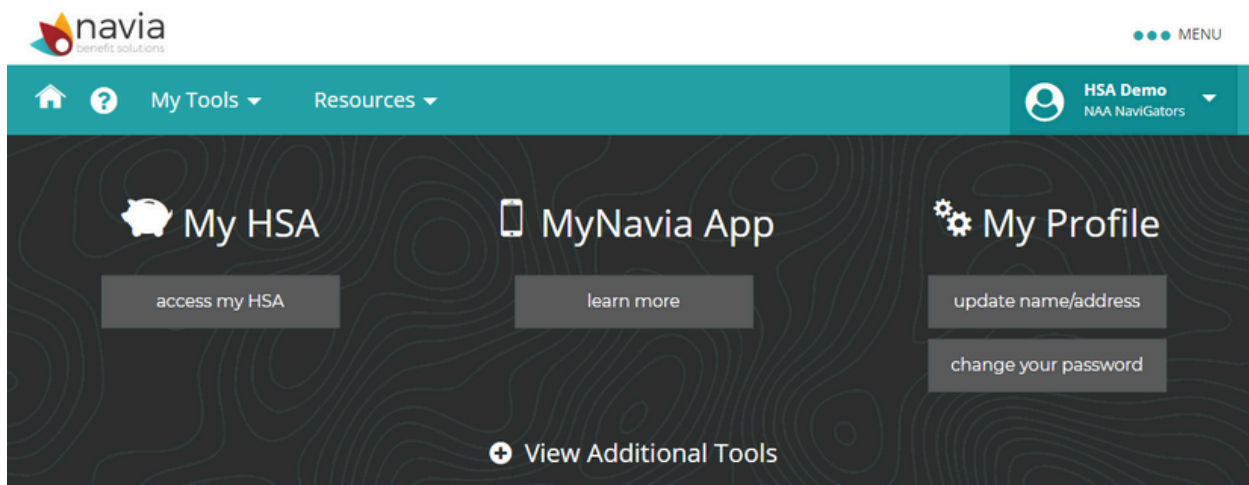 navia
benefit solutions
MENU
My Tools
Resources
HSA Demo
NAA NaviGators
My HSA
MyNavia App
My Profile
access my HSA
learn more
update name/address
change your password
View Additional Tools